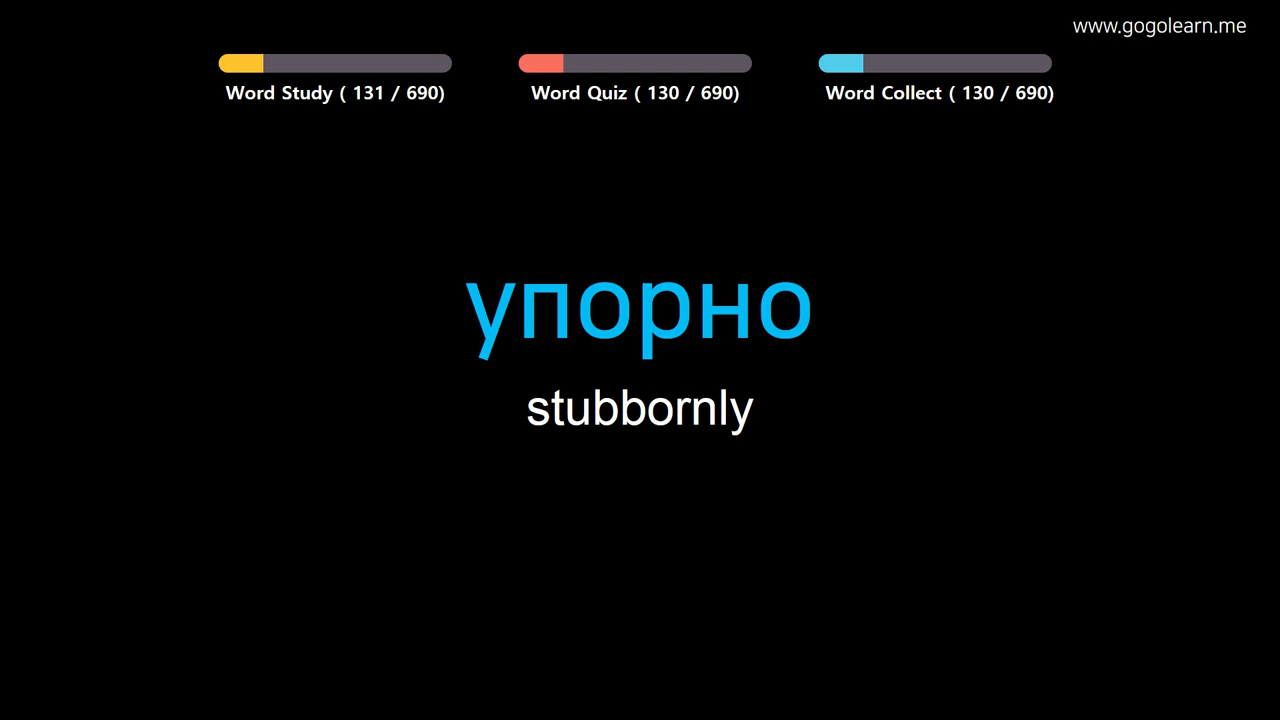 www.gogolearn.me
Word Study ( 131 / 690)
Word Quiz ( 130 / 690)
Word Collect ( 130 / 690)
упорно
stubbornly